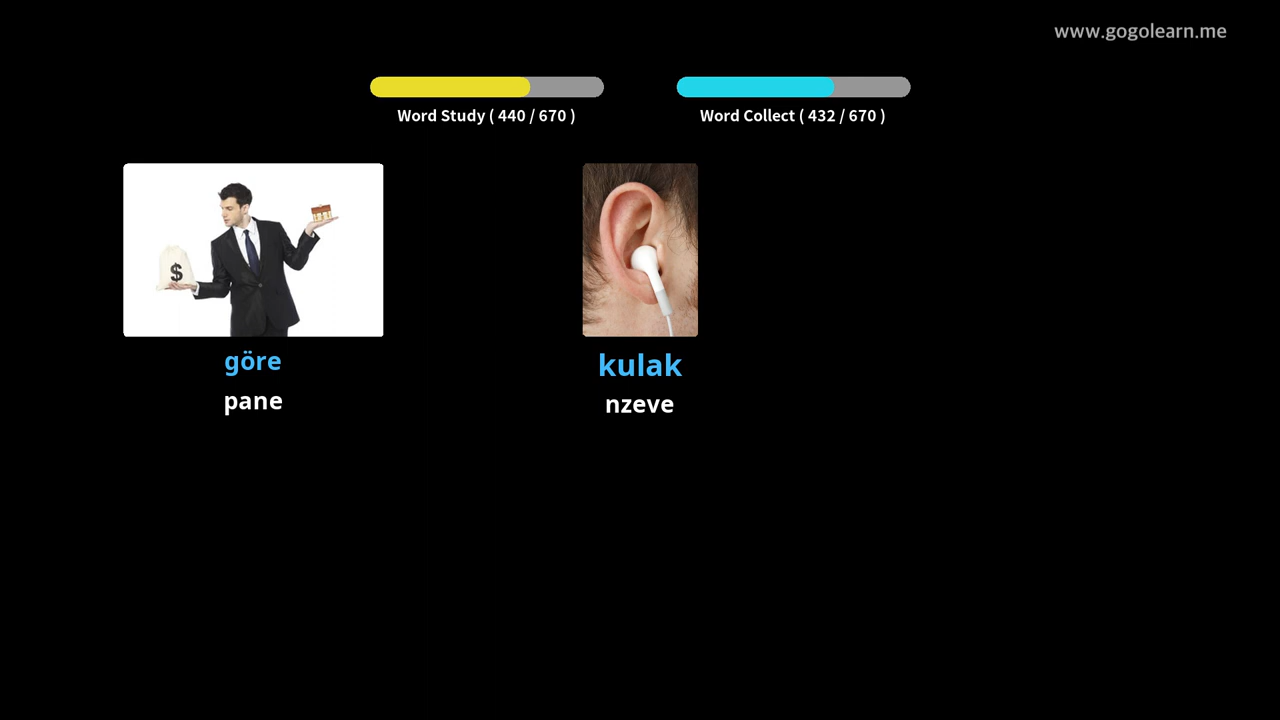 www.gogolearn.me
Word Study ( 440 / 670 )
Word Collect ( 432 / 670 )
$
göre
pane
kulak
nzeve